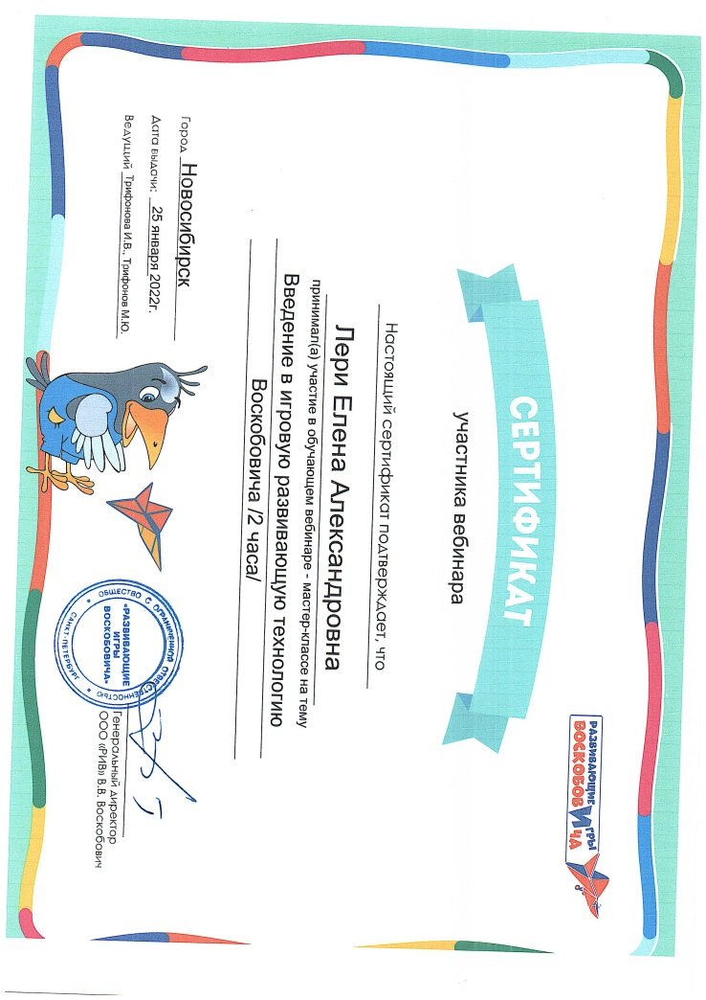 РАЗВИВАЮЩИЕ
ИГРЫ
ВОСКОБОВИЧА
СЕРТИФИКАТ
участника вебинара
Настоящий сертификат подтверждает, что
Лери Елена Александровна
принимал(а) участие в обучающем вебинаре - мастер-классе на тему
Введение в игровую развивающую технологию
Воскобовича /2 часа/
Город Новосибирск
Дата выдачи: 25 января 2022г.
Ведущий Трифонова И.В., Трифонов М.Ю.
ОБЩЕСТВО С ОГРАНИЧЕННОЙ ОТВЕТСТВЕННОСТЬЮ
«РАЗВИВАЮЩИЕ
ИГРЫ
ВОСКОБОВИЧА»
САНКТ-ПЕТЕРБУРГ
Генеральный директор
ООО «РИВ» В.В. Воскобович